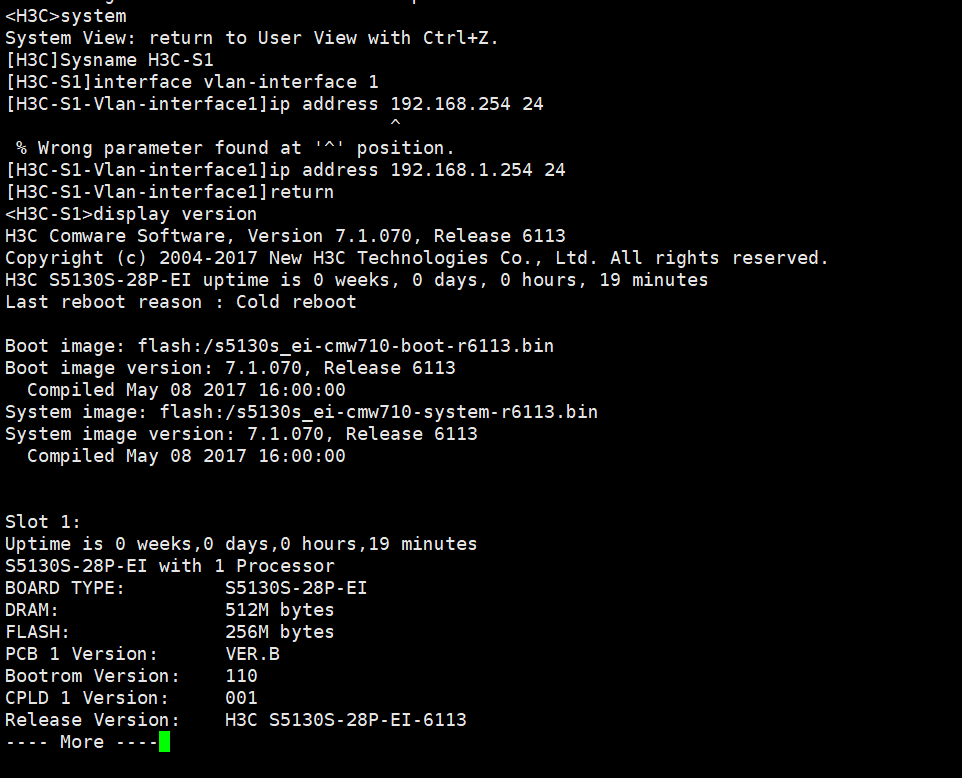 <H3C>system
System View: return to User View with Ctrl+Z.
[H3C]Sysname H3C-S1
[H3C-S1]interface vlan-interface 1
[H3C-S1-Vlan-interface1]ip address 192.168.254 24
^
% Wrong parameter found at '^' position.
[H3C-S1-Vlan-interface1]ip address 192.168.1.254 24
[H3C-S1-Vlan-interface1]return
<H3C-S1>display version
H3C Comware Software, Version 7.1.070, Release 6113
Copyright (c) 2004-2017 New H3C Technologies Co., Ltd. All rights reserved.
H3C S5130S-28P-EI uptime is 0 weeks, 0 days, 0 hours, 19 minutes
Last reboot reason : Cold reboot
Boot image: flash:/s5130s_ei-cmw710-boot-r6113.bin
Boot image version: 7.1.070, Release 6113
Compiled May 08 2017 16:00:00
System image: flash:/s5130s_ei-cmw710-system-r6113.bin
System image version: 7.1.070, Release 6113
Compiled May 08 2017 16:00:00
Slot 1:
Uptime is 0 weeks,0 days,0 hours,19 minutes
S5130S-28P-EI with 1 Processor
BOARD TYPE: S5130S-28P-EI
DRAM: 512M bytes
FLASH: 256M bytes
PCB 1 Version: VER.B
Bootrom Version: 110
CPLD 1 Version: 001
Release Version: H3C S5130S-28P-EI-6113
---- More ----